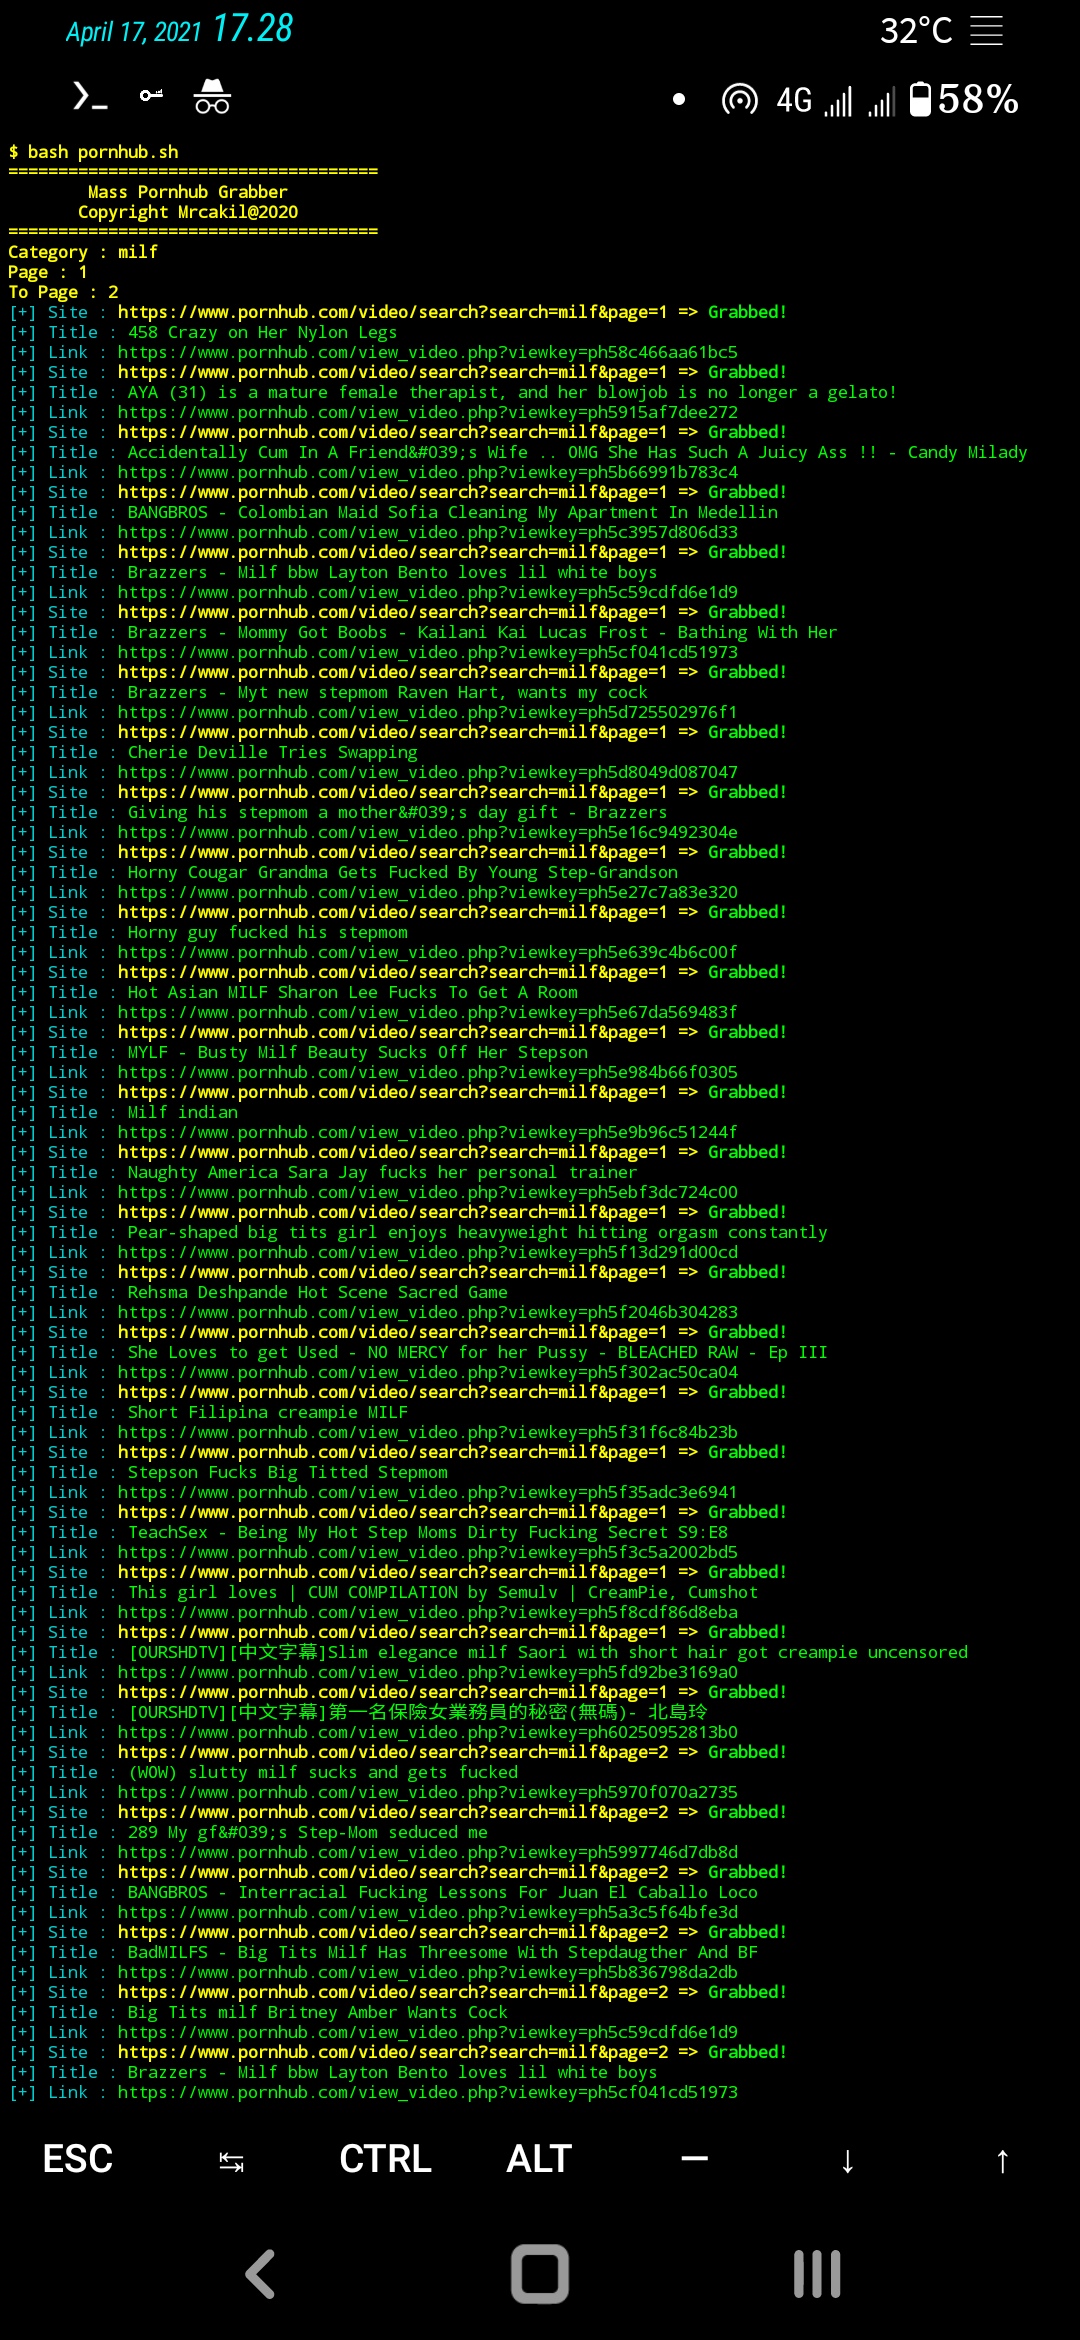 April 17, 2021 17.28 32°C
4G 58%
$ bash pornhub.sh
=====================================
Mass Pornhub Grabber
Copyright Mrcakil@2020
=====================================
Category : milf
Page : 1
To Page : 2
[+] Site : https://www.pornhub.com/video/search?search=milf&page=1 => Grabbed!
[+] Title : 458 Crazy on Her Nylon Legs
[+] Link : https://www.pornhub.com/view_video.php?viewkey=ph58c466aa61bc5
[+] Site : https://www.pornhub.com/video/search?search=milf&page=1 => Grabbed!
[+] Title : AYA (31) is a mature female therapist, and her blowjob is no longer a gelato!
[+] Link : https://www.pornhub.com/view_video.php?viewkey=ph5915af7dee272
[+] Site : https://www.pornhub.com/video/search?search=milf&page=1 => Grabbed!
[+] Title : Accidentally Cum In A Friend&#039;s Wife .. OMG She Has Such A Juicy Ass !! - Candy Milady
[+] Link : https://www.pornhub.com/view_video.php?viewkey=ph5b66991b783c4
[+] Site : https://www.pornhub.com/video/search?search=milf&page=1 => Grabbed!
[+] Title : BANGBROS - Colombian Maid Sofia Cleaning My Apartment In Medellin
[+] Link : https://www.pornhub.com/view_video.php?viewkey=ph5c3957d806d33
[+] Site : https://www.pornhub.com/video/search?search=milf&page=1 => Grabbed!
[+] Title : Brazzers - Milf bbw Layton Bento loves lil white boys
[+] Link : https://www.pornhub.com/view_video.php?viewkey=ph5c59cdfd6e1d9
[+] Site : https://www.pornhub.com/video/search?search=milf&page=1 => Grabbed!
[+] Title : Brazzers - Mommy Got Boobs - Kailani Kai Lucas Frost - Bathing With Her
[+] Link : https://www.pornhub.com/view_video.php?viewkey=ph5cf041cd51973
[+] Site : https://www.pornhub.com/video/search?search=milf&page=1 => Grabbed!
[+] Title : Brazzers - Myt new stepmom Raven Hart, wants my cock
[+] Link : https://www.pornhub.com/view_video.php?viewkey=ph5d725502976f1
[+] Site : https://www.pornhub.com/video/search?search=milf&page=1 => Grabbed!
[+] Title : Cherie Deville Tries Swapping
[+] Link : https://www.pornhub.com/view_video.php?viewkey=ph5d8049d087047
[+] Site : https://www.pornhub.com/video/search?search=milf&page=1 => Grabbed!
[+] Title : Giving his stepmom a mother&#039;s day gift - Brazzers
[+] Link : https://www.pornhub.com/view_video.php?viewkey=ph5e16c9492304e
[+] Site : https://www.pornhub.com/video/search?search=milf&page=1 => Grabbed!
[+] Title : Horny Cougar Grandma Gets Fucked By Young Step-Grandson
[+] Link : https://www.pornhub.com/view_video.php?viewkey=ph5e27c7a83e320
[+] Site : https://www.pornhub.com/video/search?search=milf&page=1 => Grabbed!
[+] Title : Horny guy fucked his stepmom
[+] Link : https://www.pornhub.com/view_video.php?viewkey=ph5e639c4b6c00f
[+] Site : https://www.pornhub.com/video/search?search=milf&page=1 => Grabbed!
[+] Title : Hot Asian MILF Sharon Lee Fucks To Get A Room
[+] Link : https://www.pornhub.com/view_video.php?viewkey=ph5e67da569483f
[+] Site : https://www.pornhub.com/video/search?search=milf&page=1 => Grabbed!
[+] Title : MYLF - Busty Milf Beauty Sucks Off Her Stepson
[+] Link : https://www.pornhub.com/view_video.php?viewkey=ph5e984b66f0305
[+] Site : https://www.pornhub.com/video/search?search=milf&page=1 => Grabbed!
[+] Title : Milf indian
[+] Link : https://www.pornhub.com/view_video.php?viewkey=ph5e9b96c51244f
[+] Site : https://www.pornhub.com/video/search?search=milf&page=1 => Grabbed!
[+] Title : Naughty America Sara Jay fucks her personal trainer
[+] Link : https://www.pornhub.com/view_video.php?viewkey=ph5ebf3dc724c00
[+] Site : https://www.pornhub.com/video/search?search=milf&page=1 => Grabbed!
[+] Title : Pear-shaped big tits girl enjoys heavyweight hitting orgasm constantly
[+] Link : https://www.pornhub.com/view_video.php?viewkey=ph5f13d291d00cd
[+] Site : https://www.pornhub.com/video/search?search=milf&page=1 => Grabbed!
[+] Title : Rehsma Deshpande Hot Scene Sacred Game
[+] Link : https://www.pornhub.com/view_video.php?viewkey=ph5f2046b304283
[+] Site : https://www.pornhub.com/video/search?search=milf&page=1 => Grabbed!
[+] Title : She Loves to get Used - NO MERCY for her Pussy - BLEACHED RAW - Ep III
[+] Link : https://www.pornhub.com/view_video.php?viewkey=ph5f302ac50ca04
[+] Site : https://www.pornhub.com/video/search?search=milf&page=1 => Grabbed!
[+] Title : Short Filipina creampie MILF
[+] Link : https://www.pornhub.com/view_video.php?viewkey=ph5f31f6c84b23b
[+] Site : https://www.pornhub.com/video/search?search=milf&page=1 => Grabbed!
[+] Title : Stepson Fucks Big Titted Stepmom
[+] Link : https://www.pornhub.com/view_video.php?viewkey=ph5f35adc3e6941
[+] Site : https://www.pornhub.com/video/search?search=milf&page=1 => Grabbed!
[+] Title : TeachSex - Being My Hot Step Moms Dirty Fucking Secret S9:E8
[+] Link : https://www.pornhub.com/view_video.php?viewkey=ph5f3c5a2002bd5
[+] Site : https://www.pornhub.com/video/search?search=milf&page=1 => Grabbed!
[+] Title : This girl loves | CUM COMPILATION by Semulv | CreamPie, Cumshot
[+] Link : https://www.pornhub.com/view_video.php?viewkey=ph5f8cdf86d8eba
[+] Site : https://www.pornhub.com/video/search?search=milf&page=1 => Grabbed!
[+] Title : [OURSHDTV][中文字幕]Slim elegance milf Saori with short hair got creampie uncensored
[+] Link : https://www.pornhub.com/view_video.php?viewkey=ph5fd92be3169a0
[+] Site : https://www.pornhub.com/video/search?search=milf&page=1 => Grabbed!
[+] Title : [OURSHDTV][中文字幕]第一名保險女業務員的秘密(無碼)- 北島玲
[+] Link : https://www.pornhub.com/view_video.php?viewkey=ph60250952813b0
[+] Site : https://www.pornhub.com/video/search?search=milf&page=2 => Grabbed!
[+] Title : (WOW) slutty milf sucks and gets fucked
[+] Link : https://www.pornhub.com/view_video.php?viewkey=ph5970f070a2735
[+] Site : https://www.pornhub.com/video/search?search=milf&page=2 => Grabbed!
[+] Title : 289 My gf&#039;s Step-Mom seduced me
[+] Link : https://www.pornhub.com/view_video.php?viewkey=ph5997746d7db8d
[+] Site : https://www.pornhub.com/video/search?search=milf&page=2 => Grabbed!
[+] Title : BANGBROS - Interracial Fucking Lessons For Juan El Caballo Loco
[+] Link : https://www.pornhub.com/view_video.php?viewkey=ph5a3c5f64bfe3d
[+] Site : https://www.pornhub.com/video/search?search=milf&page=2 => Grabbed!
[+] Title : BadMILFS - Big Tits Milf Has Threesome With Stepdaugther And BF
[+] Link : https://www.pornhub.com/view_video.php?viewkey=ph5b836798da2db
[+] Site : https://www.pornhub.com/video/search?search=milf&page=2 => Grabbed!
[+] Title : Big Tits milf Britney Amber Wants Cock
[+] Link : https://www.pornhub.com/view_video.php?viewkey=ph5c59cdfd6e1d9
[+] Site : https://www.pornhub.com/video/search?search=milf&page=2 => Grabbed!
[+] Title : Brazzers - Milf bbw Layton Bento loves lil white boys
[+] Link : https://www.pornhub.com/view_video.php?viewkey=ph5cf041cd51973
ESC ↹ CTRL ALT — ↓ ↑